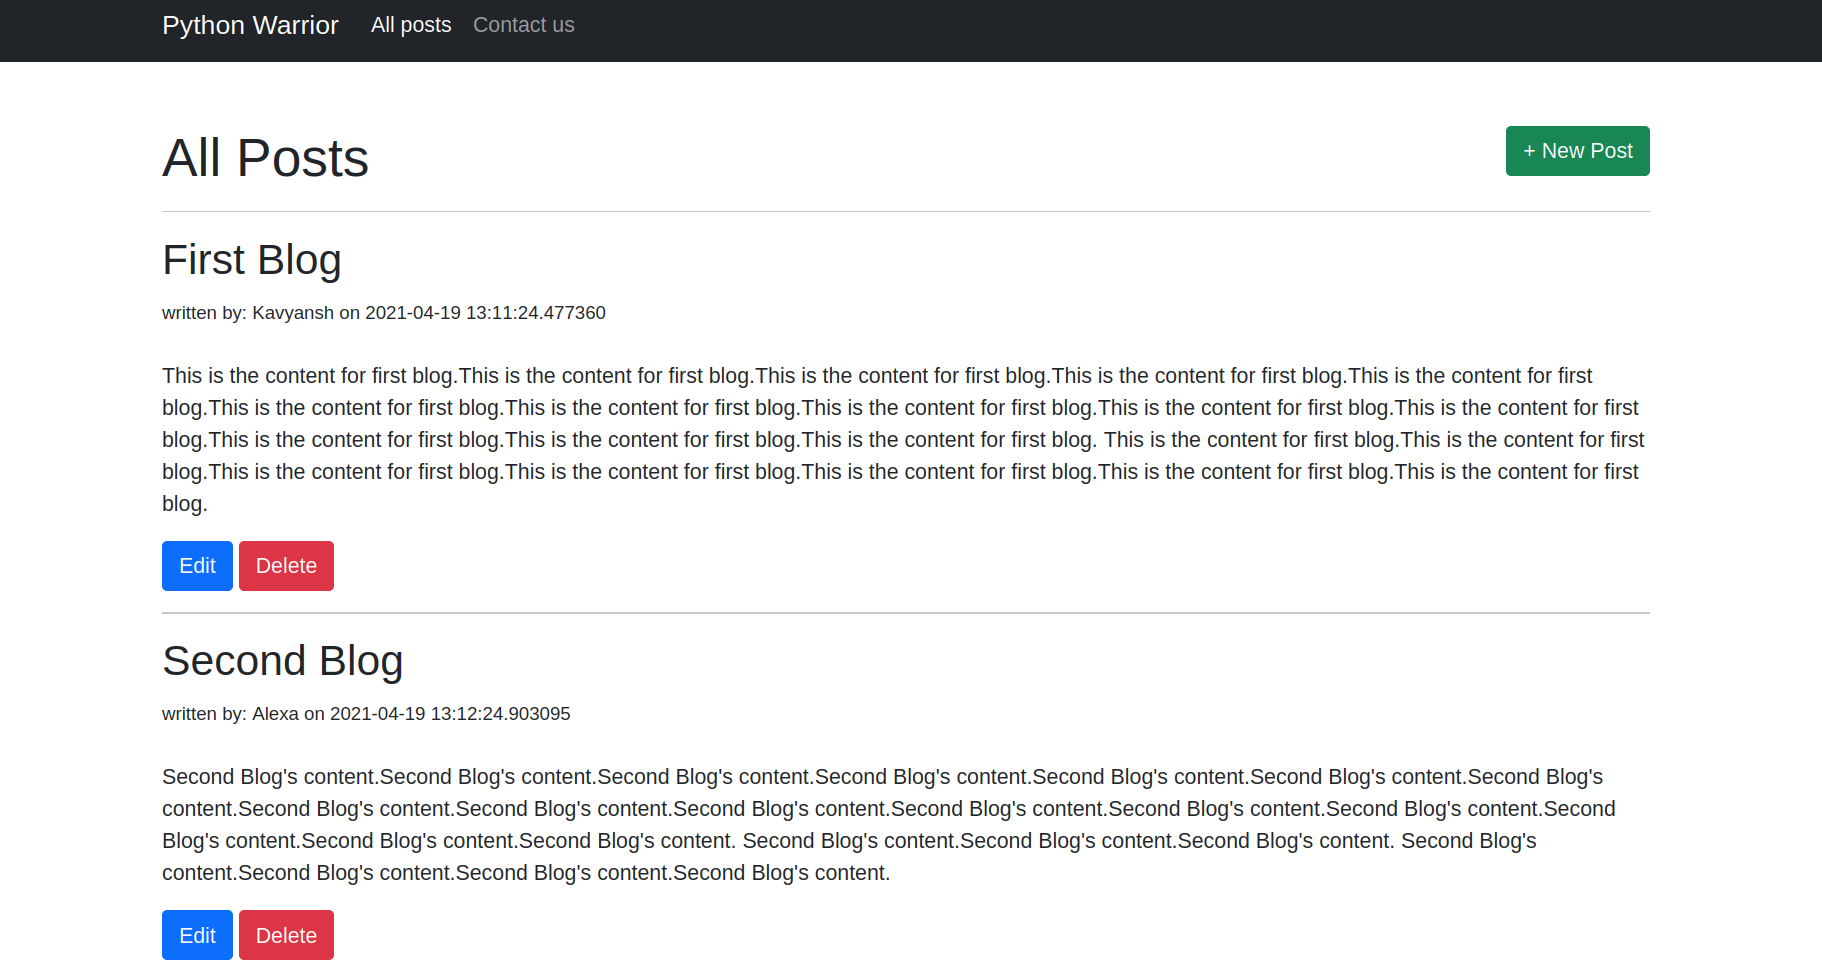 Python Warrior All posts Contact us
All Posts
+ New Post
First Blog
written by: Kavyansh on 2021-04-19 13:11:24.477360
This is the content for first blog.This is the content for first blog.This is the content for first blog.This is the content for first blog.This is the content for first
blog.This is the content for first blog.This is the content for first blog.This is the content for first blog.This is the content for first blog.This is the content for first
blog.This is the content for first blog.This is the content for first blog.This is the content for first blog. This is the content for first blog.This is the content for first
blog.This is the content for first blog.This is the content for first blog.This is the content for first blog.This is the content for first blog.This is the content for first
blog.
Edit Delete
Second Blog
written by: Alexa on 2021-04-19 13:12:24.903095
Second Blog's content.Second Blog's content.Second Blog's content.Second Blog's content.Second Blog's content.Second Blog's content.Second Blog's
content.Second Blog's content.Second Blog's content.Second Blog's content.Second Blog's content.Second Blog's content.Second Blog's content.Second
Blog's content.Second Blog's content.Second Blog's content. Second Blog's content.Second Blog's content.Second Blog's content. Second Blog's
content.Second Blog's content.Second Blog's content.Second Blog's content.
Edit Delete